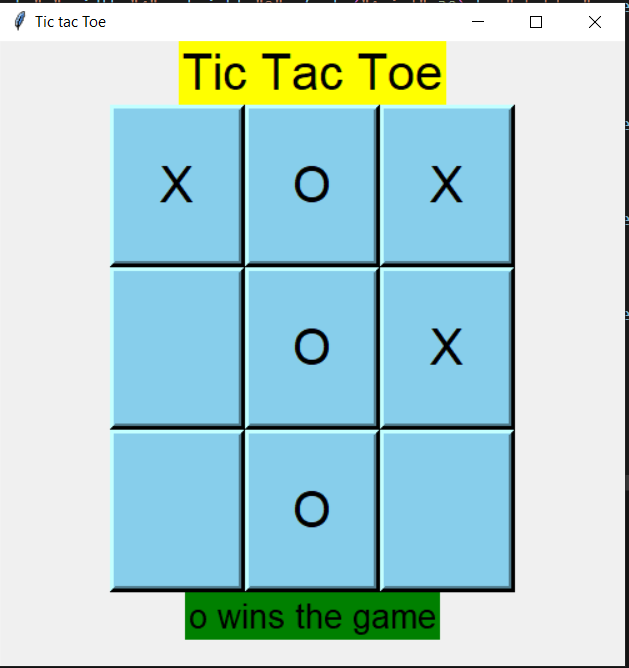 Tic tac Toe
Tic Tac Toe
X O X
O X
O
o wins the game